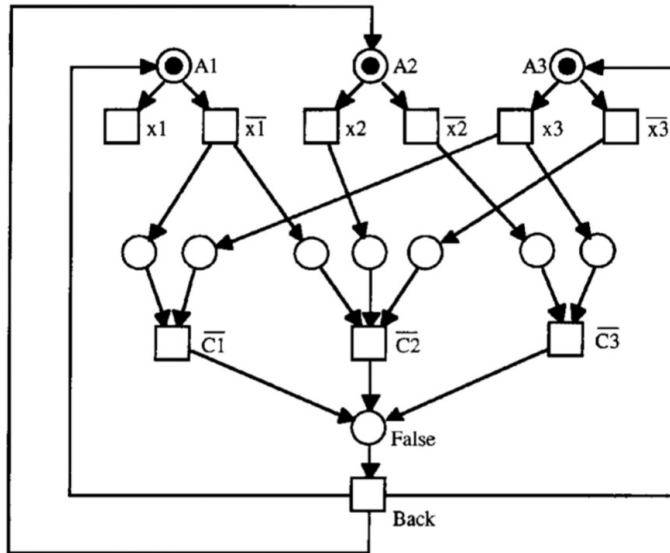 A1 A2 A3
x1 x̅1̅ x2 x̅2̅ x3 x̅3̅
C̅1̅ C̅2̅ C̅3̅
False
Back